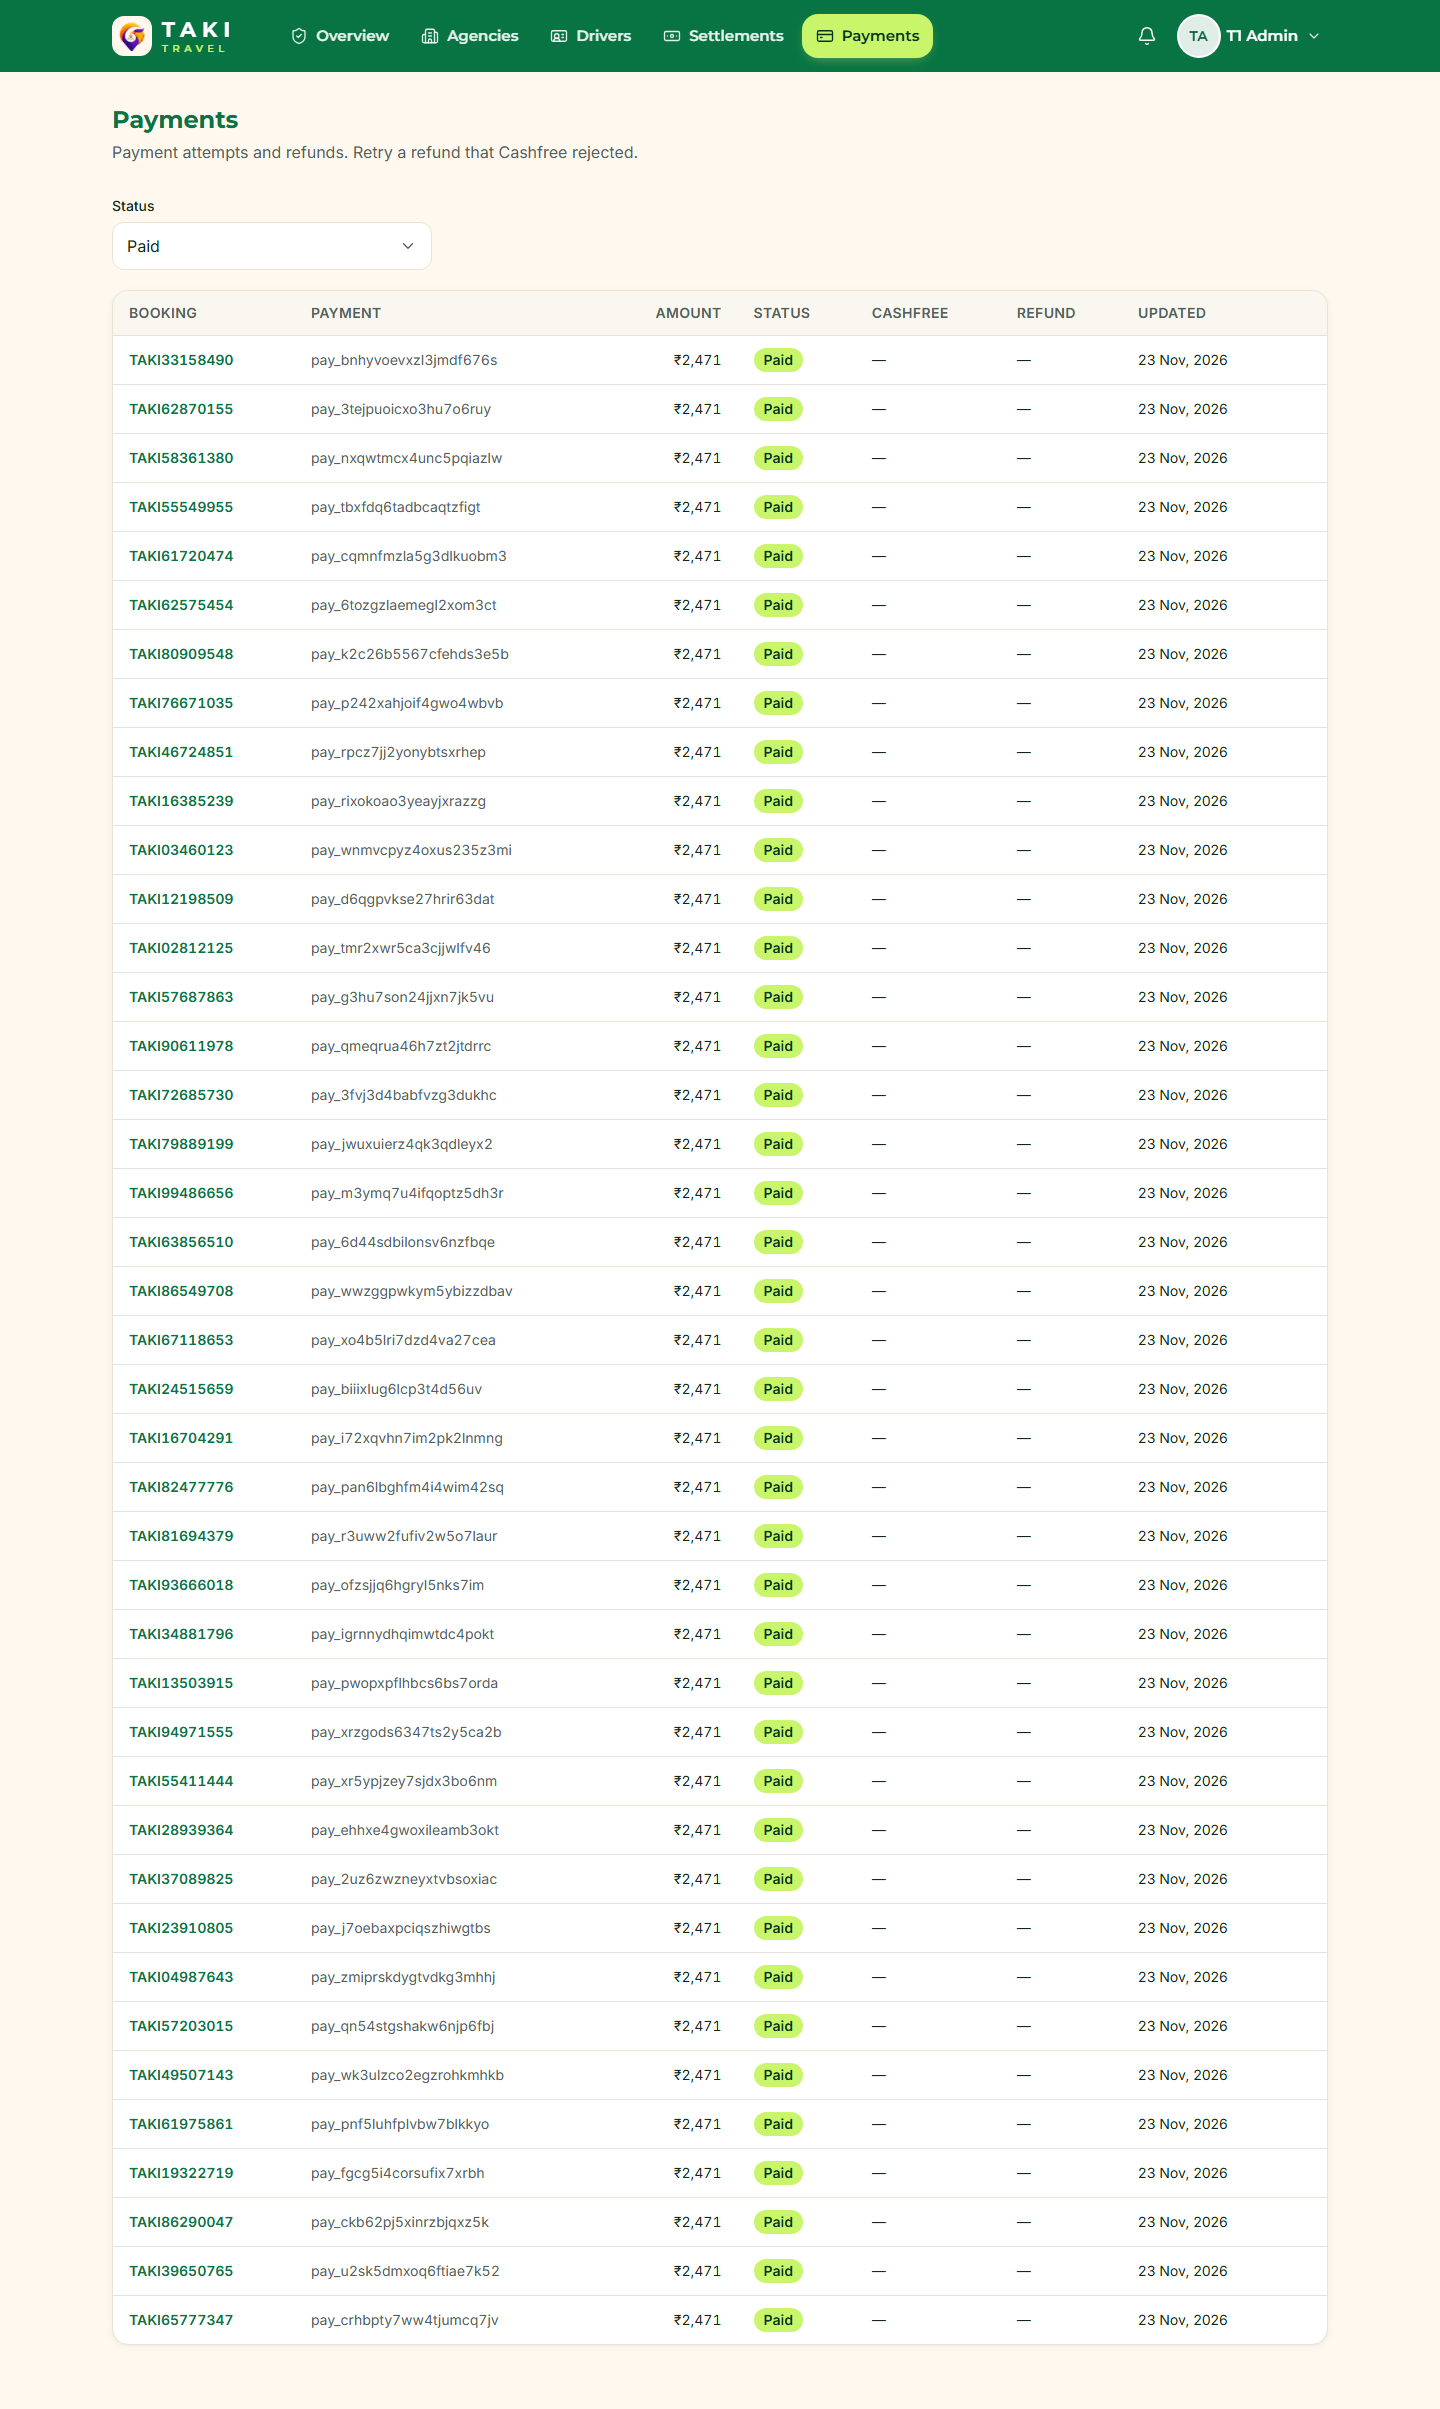 TAKI
TRAVEL
Overview
Agencies
Drivers
Settlements
Payments
TA
T1 Admin
Payments
Payment attempts and refunds. Retry a refund that Cashfree rejected.
Status
Paid
BOOKING PAYMENT AMOUNT STATUS CASHFREE REFUND UPDATED
TAKI33158490 pay_bnhyvoevxzl3jmdf676s ₹2,471 Paid — — 23 Nov, 2026
TAKI62870155 pay_3tejpuoicxo3hu7o6ruy ₹2,471 Paid — — 23 Nov, 2026
TAKI58361380 pay_nxqwtmcx4unc5pqiazlw ₹2,471 Paid — — 23 Nov, 2026
TAKI55549955 pay_tbxfdq6tadbcaqtzfigt ₹2,471 Paid — — 23 Nov, 2026
TAKI61720474 pay_cqmnfmzla5g3dlkuobm3 ₹2,471 Paid — — 23 Nov, 2026
TAKI62575454 pay_6tozgzlaemegl2xom3ct ₹2,471 Paid — — 23 Nov, 2026
TAKI80909548 pay_k2c26b5567cfehds3e5b ₹2,471 Paid — — 23 Nov, 2026
TAKI76671035 pay_p242xahjoif4gwo4wbvb ₹2,471 Paid — — 23 Nov, 2026
TAKI46724851 pay_rpcz7jj2yonybtsxrhep ₹2,471 Paid — — 23 Nov, 2026
TAKI16385239 pay_rixokoao3yeayjxrazzg ₹2,471 Paid — — 23 Nov, 2026
TAKI03460123 pay_wnmvcpyz4oxus235z3mi ₹2,471 Paid — — 23 Nov, 2026
TAKI12198509 pay_d6qgpvkse27hrir63dat ₹2,471 Paid — — 23 Nov, 2026
TAKI02812125 pay_tmr2xwr5ca3cjjwlfv46 ₹2,471 Paid — — 23 Nov, 2026
TAKI57687863 pay_g3hu7son24jjxn7jk5vu ₹2,471 Paid — — 23 Nov, 2026
TAKI90611978 pay_qmeqrua46h7zt2jtdrrc ₹2,471 Paid — — 23 Nov, 2026
TAKI72685730 pay_3fvj3d4babfvzg3dukhc ₹2,471 Paid — — 23 Nov, 2026
TAKI79889199 pay_jwuxuierz4qk3qdleyx2 ₹2,471 Paid — — 23 Nov, 2026
TAKI99486656 pay_m3ymq7u4ifqoptz5dh3r ₹2,471 Paid — — 23 Nov, 2026
TAKI63856510 pay_6d44sdbilonsv6nzfbqe ₹2,471 Paid — — 23 Nov, 2026
TAKI86549708 pay_wwzggpwkym5ybizzdbav ₹2,471 Paid — — 23 Nov, 2026
TAKI67118653 pay_xo4b5lri7dzd4va27cea ₹2,471 Paid — — 23 Nov, 2026
TAKI24515659 pay_biiixlug6lcp3t4d56uv ₹2,471 Paid — — 23 Nov, 2026
TAKI16704291 pay_i72xqvhn7im2pk2lnmng ₹2,471 Paid — — 23 Nov, 2026
TAKI82477776 pay_pan6lbghfm4i4wim42sq ₹2,471 Paid — — 23 Nov, 2026
TAKI81694379 pay_r3uww2fufiv2w5o7laur ₹2,471 Paid — — 23 Nov, 2026
TAKI93666018 pay_ofzsjjq6hgryl5nks7im ₹2,471 Paid — — 23 Nov, 2026
TAKI34881796 pay_igrnnydhqimwtdc4pokt ₹2,471 Paid — — 23 Nov, 2026
TAKI13503915 pay_pwopxpflhbcs6bs7orda ₹2,471 Paid — — 23 Nov, 2026
TAKI94971555 pay_xrzgods6347ts2y5ca2b ₹2,471 Paid — — 23 Nov, 2026
TAKI55411444 pay_xr5ypjzey7sjdx3bo6nm ₹2,471 Paid — — 23 Nov, 2026
TAKI28939364 pay_ehhxe4gwoxileamb3okt ₹2,471 Paid — — 23 Nov, 2026
TAKI37089825 pay_2uz6zwzneyxtvbsoxiac ₹2,471 Paid — — 23 Nov, 2026
TAKI23910805 pay_j7oebaxpciqszhiwgtbs ₹2,471 Paid — — 23 Nov, 2026
TAKI04987643 pay_zmiprskdygtvdkg3mhhj ₹2,471 Paid — — 23 Nov, 2026
TAKI57203015 pay_qn54stgshakw6njp6fbj ₹2,471 Paid — — 23 Nov, 2026
TAKI49507143 pay_wk3ulzco2egzrohkmhkb ₹2,471 Paid — — 23 Nov, 2026
TAKI61975861 pay_pnf5luhfplvbw7blkkyo ₹2,471 Paid — — 23 Nov, 2026
TAKI19322719 pay_fgcg5i4corsufix7xrbh ₹2,471 Paid — — 23 Nov, 2026
TAKI86290047 pay_ckb62pj5xinrzbjqxz5k ₹2,471 Paid — — 23 Nov, 2026
TAKI39650765 pay_u2sk5dmxoq6ftiae7k52 ₹2,471 Paid — — 23 Nov, 2026
TAKI65777347 pay_crhbpty7ww4tjumcq7jv ₹2,471 Paid — — 23 Nov, 2026